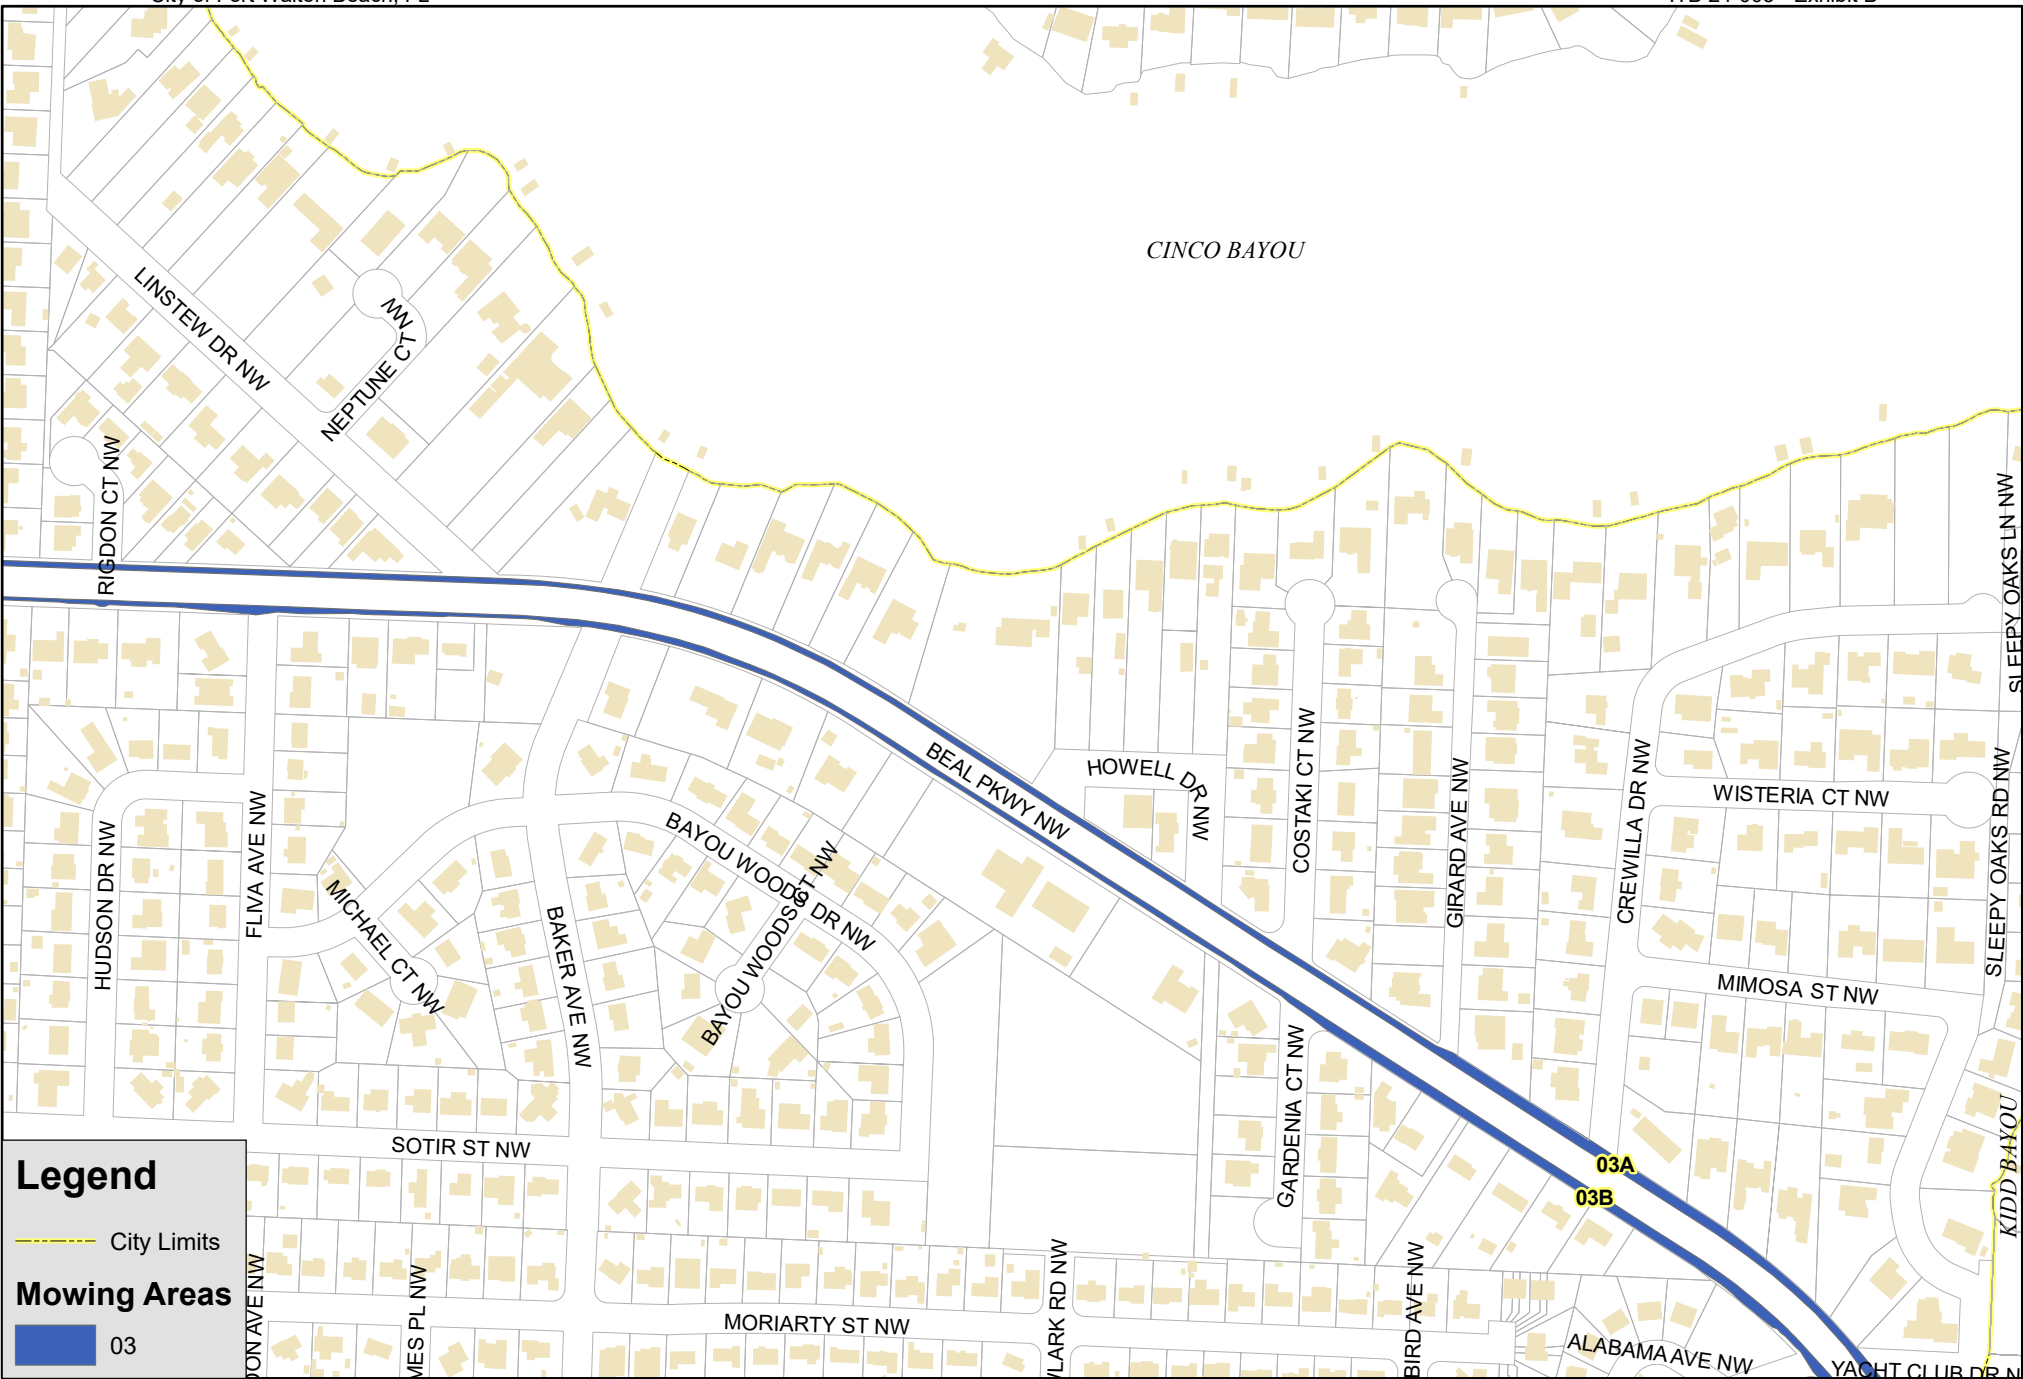 CINCO BAYOU
LINSTEW DR NW
NEPTUNE CT NW
RIGDON CT NW
SLEEPY OAKS LN NW
BEAL PKWY NW
HOWELL DR NW
COSTAKI CT NW
GIRARD AVE NW
CREWILLA DR NW
WISTERIA CT NW
SLEEPY OAKS RD NW
HUDSON DR NW
FLIVA AVE NW
BAYOU WOODS DR NW
BAYOU WOODS CT NW
MICHAEL CT NW
BAKER AVE NW
MIMOSA ST NW
GARDENIA CT NW
SOTIR ST NW
03A
03B
KIDD BAYOU
MORIARTY ST NW
ALABAMA AVE NW
Legend
City Limits
Mowing Areas
03